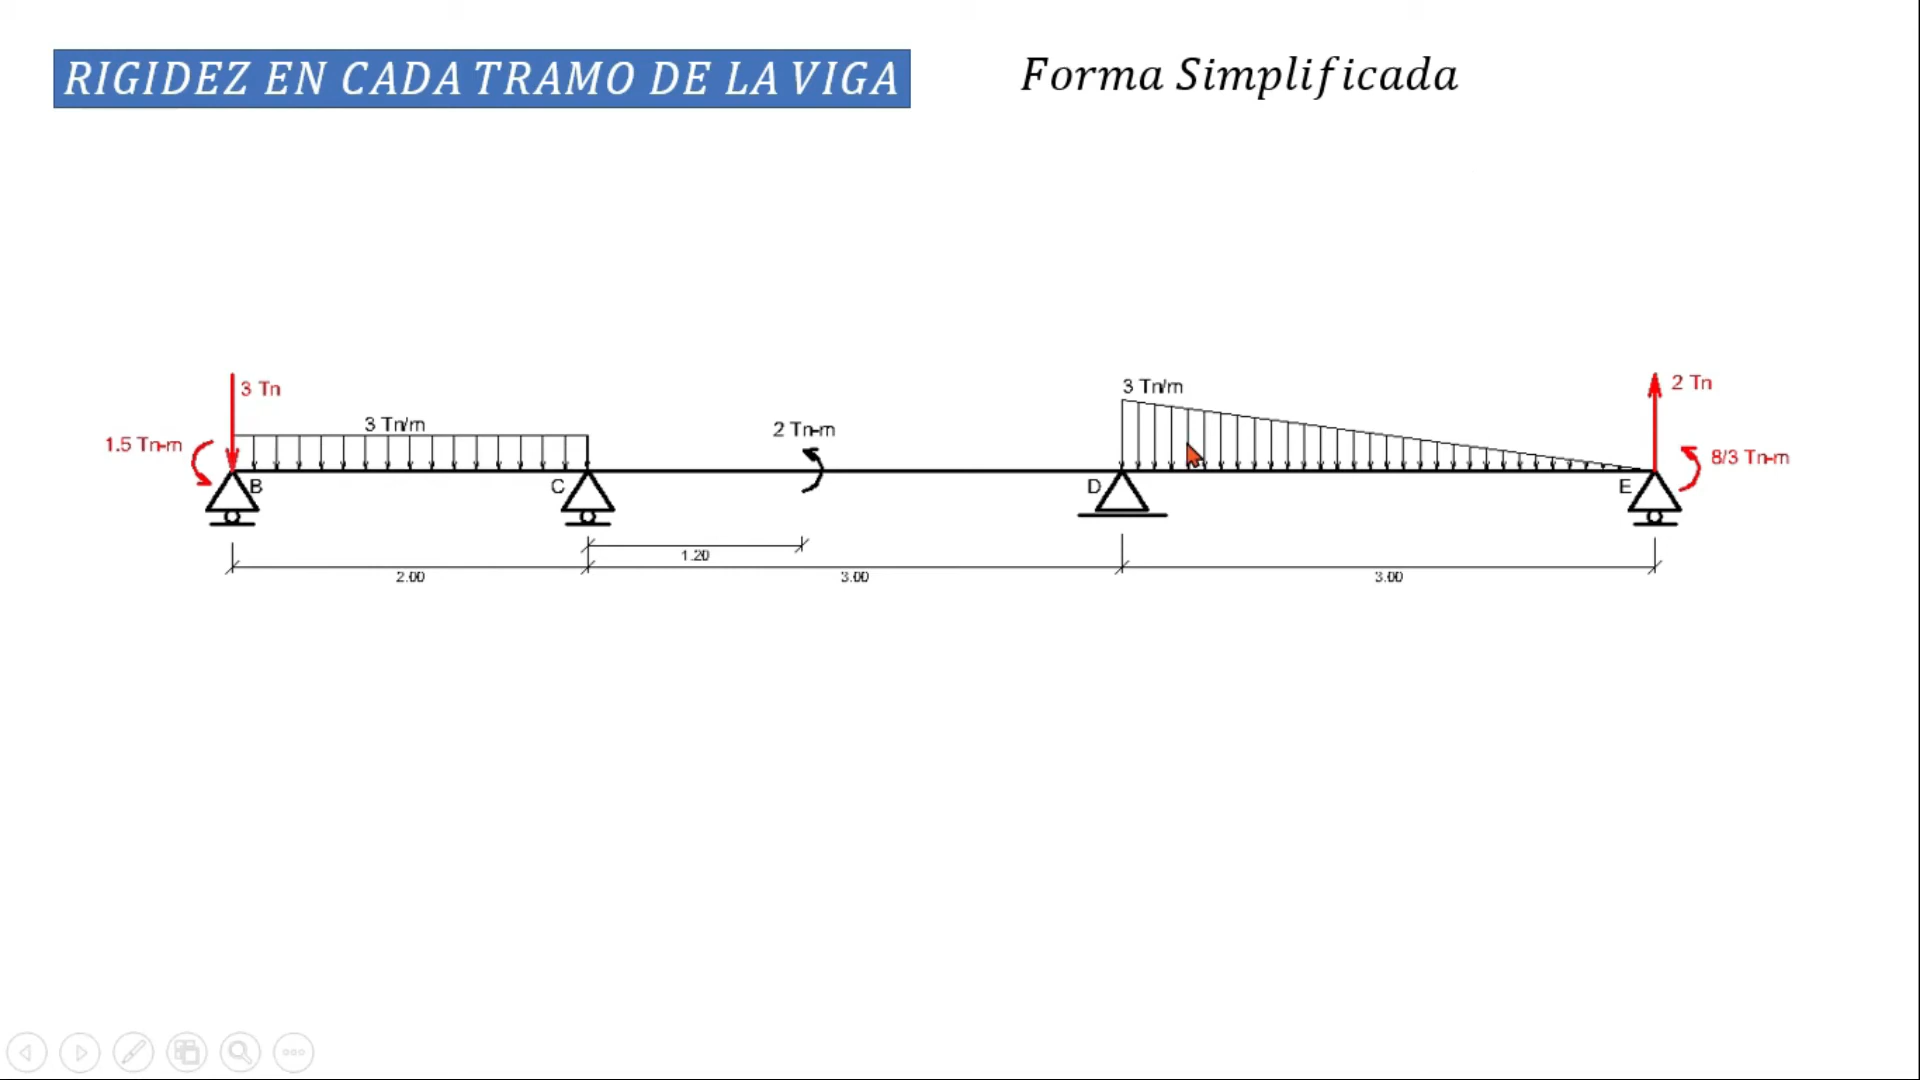 RIGIDEZ EN CADA TRAMO DE LA VIGA
Forma Simplificada
3 Tn
3 Tn/m
1.5 Tn-m
2 Tn-m
3 Tn/m
2 Tn
8/3 Tn-m
B
C
D
E
1.20
2.00
3.00
3.00